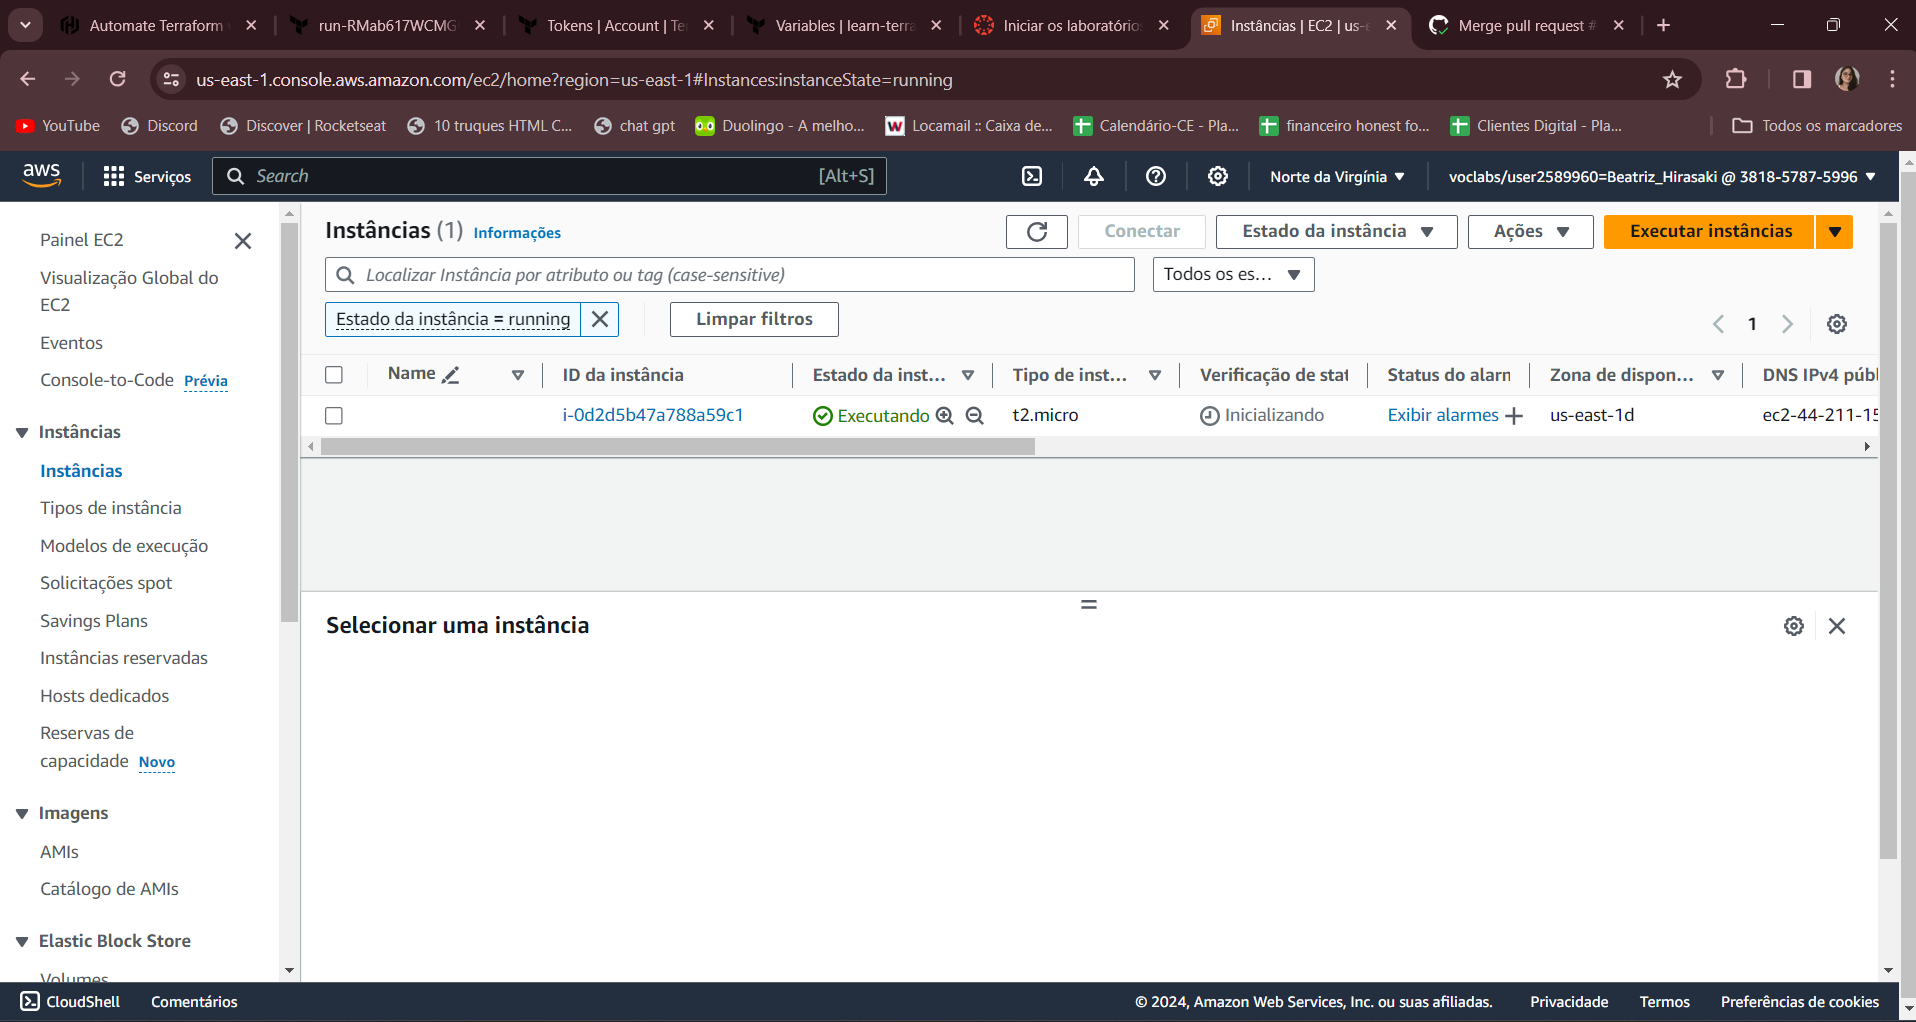 Automate Terraform
run-RMab617WCMG
Tokens | Account | Te
Variables | learn-terra
Iniciar os laboratório
Instâncias | EC2 | us-e
Merge pull request #
us-east-1.console.aws.amazon.com/ec2/home?region=us-east-1#Instances:instanceState=running
YouTube
Discord
Discover | Rocketseat
10 truques HTML C...
chat gpt
Duolingo - A melho...
Locamail :: Caixa de...
Calendário-CE - Pla...
financeiro honest fo...
Clientes Digital - Pla...
Todos os marcadores
aws
Serviços
Search
[Alt+S]
Norte da Virgínia
voclabs/user2589960=Beatriz_Hirasaki @ 3818-5787-5996
Painel EC2
Visualização Global do
EC2
Eventos
Console-to-Code Prévia
Instâncias
Instâncias
Tipos de instância
Modelos de execução
Solicitações spot
Savings Plans
Instâncias reservadas
Hosts dedicados
Reservas de
capacidade Novo
Imagens
AMIs
Catálogo de AMIs
Elastic Block Store
Volumes
Instâncias (1) Informações
Conectar
Estado da instância
Ações
Executar instâncias
Localizar Instância por atributo ou tag (case-sensitive)
Todos os es...
Estado da instância = running
Limpar filtros
1
Name
ID da instância
Estado da inst...
Tipo de inst...
Verificação de stat
Status do alarn
Zona de dispon...
DNS IPv4 públ
i-0d2d5b47a788a59c1
Executando
t2.micro
Inicializando
Exibir alarmes
us-east-1d
ec2-44-211-15
Selecionar uma instância
CloudShell
Comentários
© 2024, Amazon Web Services, Inc. ou suas afiliadas.
Privacidade
Termos
Preferências de cookies